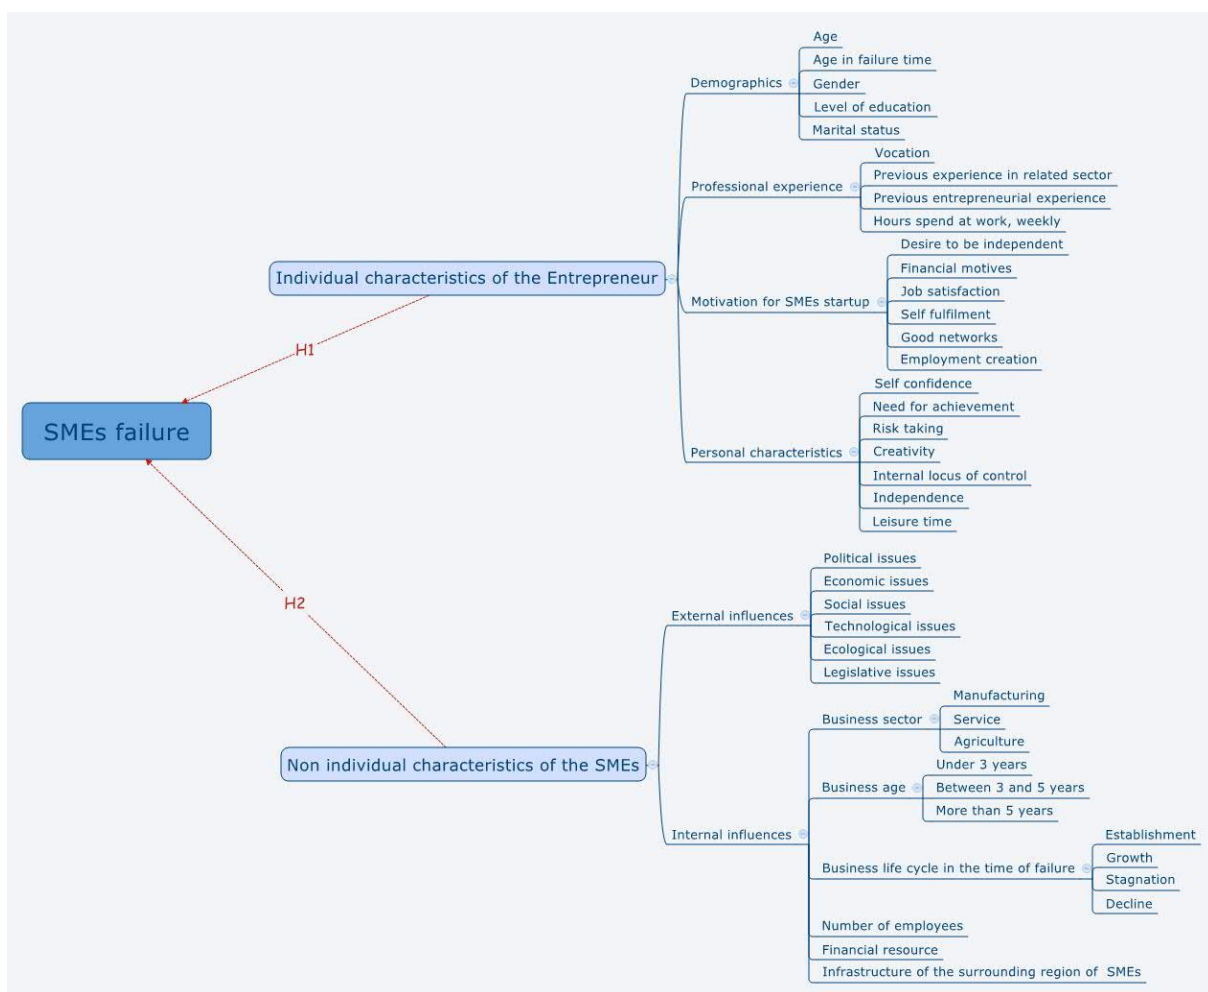 Age
Age in failure time
Demographics
Gender
Level of education
Marital status
Vocation
Previous experience in related sector
Professional experience
Previous entrepreneurial experience
Hours spend at work, weekly
Desire to be independent
Financial motives
Individual characteristics of the Entrepreneur
Job satisfaction
Motivation for SMEs startup
Self fulfilment
Good networks
Employment creation
H1
Self confidence
Need for achievement
Risk taking
SMEs failure
Creativity
Personal characteristics
Internal locus of control
Independence
Leisure time
Political issues
Economic issues
Social issues
H2
External influences
Technological issues
Ecological issues
Legislative issues
Manufacturing
Business sector
Service
Agriculture
Non individual characteristics of the SMEs
Under 3 years
Business age
Between 3 and 5 years
More than 5 years
Internal influences
Establishment
Growth
Business life cycle in the time of failure
Stagnation
Decline
Number of employees
Financial resource
Infrastructure of the surrounding region of SMEs